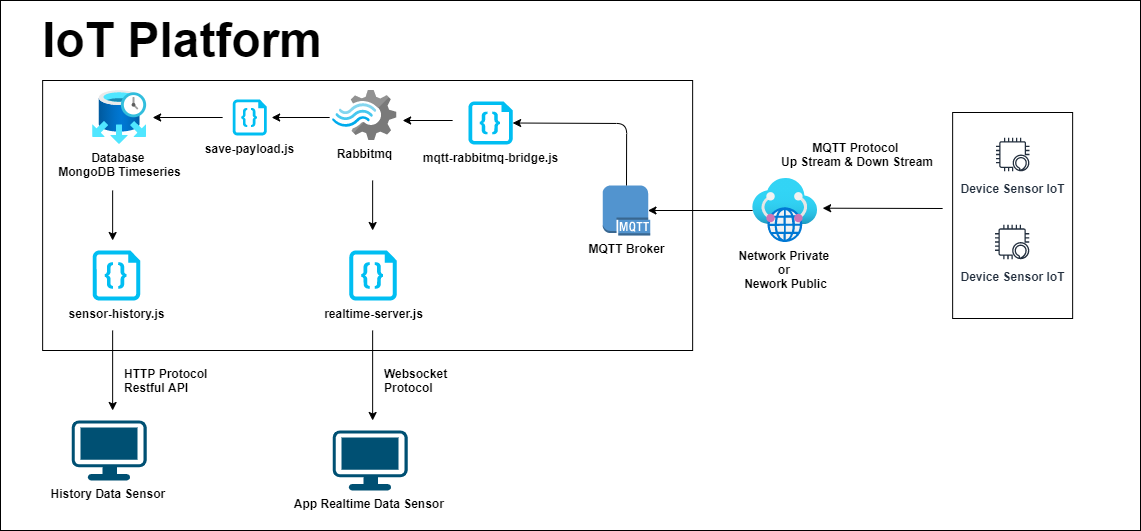 IoT Platform
Database
MongoDB Timeseries
save-payload.js
Rabbitmq
mqtt-rabbitmq-bridge.js
MQTT
MQTT Broker
MQTT Protocol
Up Stream & Down Stream
Network Private
or
Nework Public
Device Sensor IoT
Device Sensor IoT
sensor-history.js
realtime-server.js
HTTP Protocol
Restful API
Websocket
Protocol
History Data Sensor
App Realtime Data Sensor